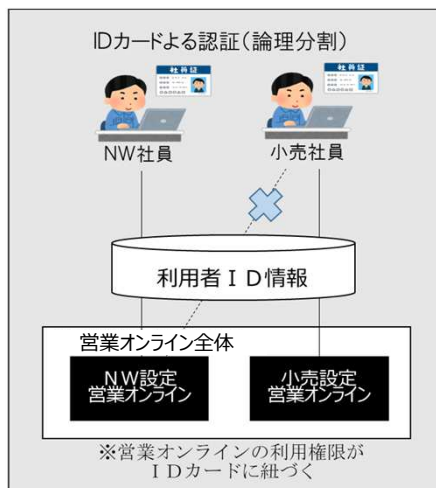 IDカードよる認証(論理分割)
社員証
社員証
NW社員
小売社員
利用者ID情報
営業オンライン全体
NW設定
営業オンライン
小売設定
営業オンライン
※営業オンラインの利用権限が
IDカードに紐づく